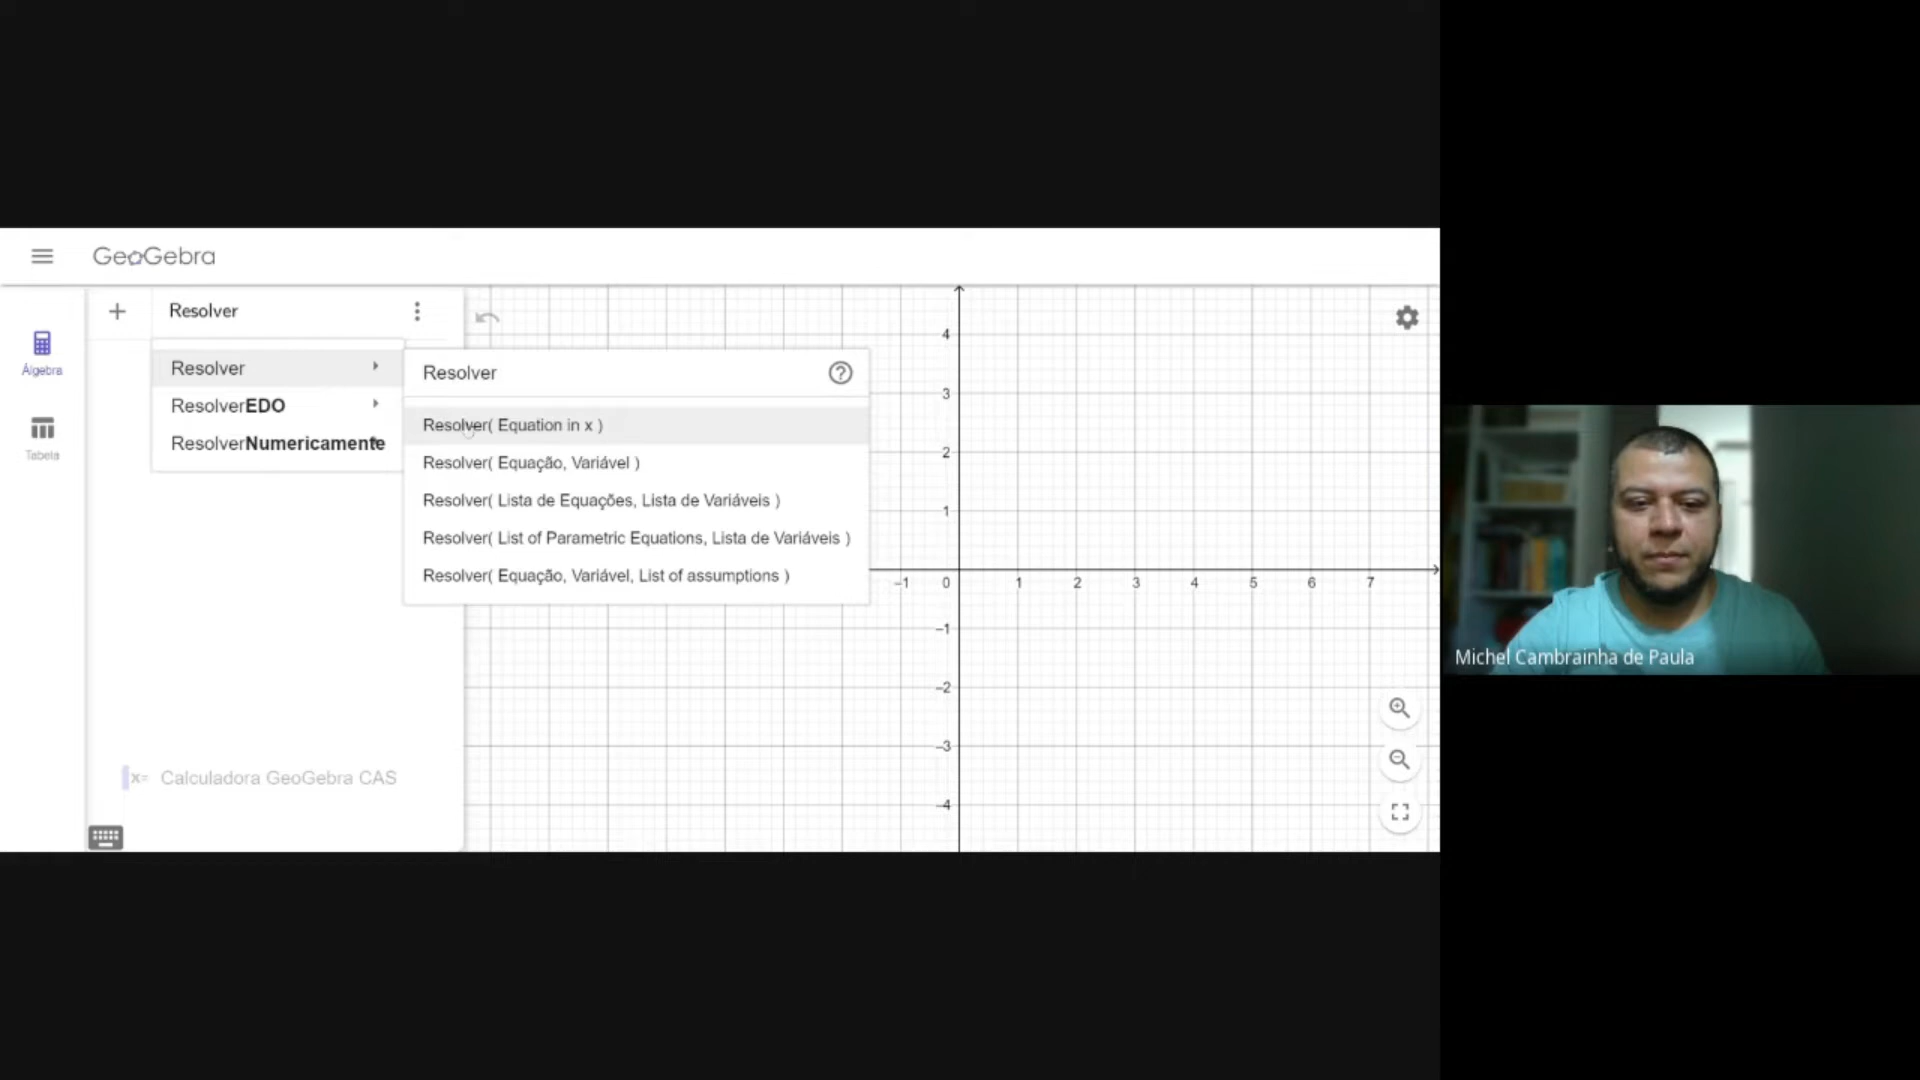 GeoGebra
Resolver
Álgebra
Tabela
Resolver
ResolverEDO
ResolverNumericamente
Resolver
Resolver( Equation in x )
Resolver( Equação, Variável )
Resolver( Lista de Equações, Lista de Variáveis )
Resolver( List of Parametric Equations, Lista de Variáveis )
Resolver( Equação, Variável, List of assumptions )
4
3
2
1
–1 0 1 2 3 4 5 6 7
–1
–2
–3
–4
x= Calculadora GeoGebra CAS
Michel Cambrainha de Paula